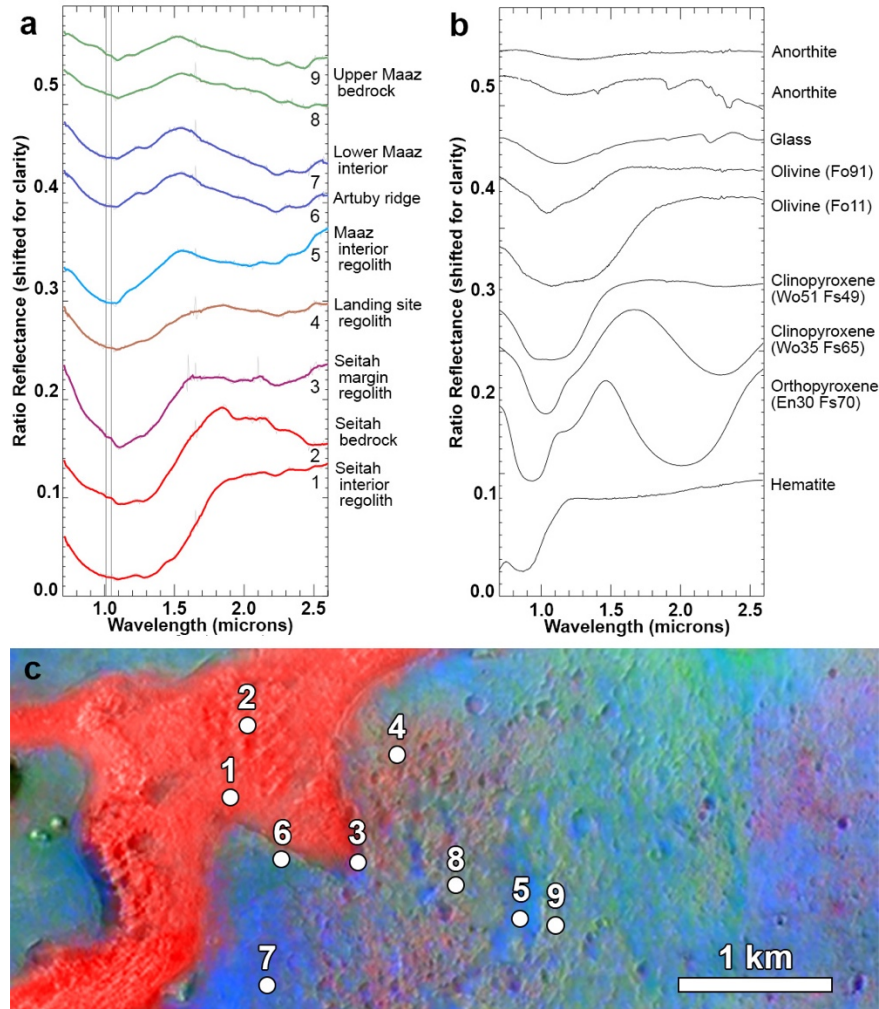 a
Ratio Reflectance (shifted for clarity)
0.5
0.4
0.3
0.2
0.1
0.0
1.0 1.5 2.0 2.5
Wavelength (microns)
9 Upper Maaz
bedrock
8
Lower Maaz
7 interior
Artuby ridge
6
Maaz
5 interior
regolith
Landing site
4 regolith
Seitah
3 margin
regolith
Seitah
bedrock
2
Seitah
1 interior
regolith
b
Ratio Reflectance (shifted for clarity)
0.5
0.4
0.3
0.2
0.1
0.0
1.0 1.5 2.0 2.5
Wavelength (microns)
Anorthite
Anorthite
Glass
Olivine (Fo91)
Olivine (Fo11)
Clinopyroxene
(Wo51 Fs49)
Clinopyroxene
(Wo35 Fs65)
Orthopyroxene
(En30 Fs70)
Hematite
c
2
4
1
6 3
8
5 9
7
1 km